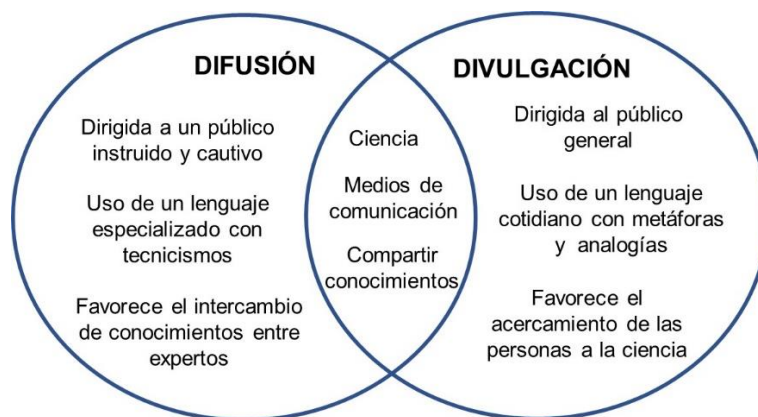 DIFUSIÓN
Dirigida a un público
instruido y cautivo
Uso de un lenguaje
especializado con
tecnicismos
Favorece el intercambio
de conocimientos entre
expertos
Ciencia
Medios de
comunicación
Compartir
conocimientos
DIVULGACIÓN
Dirigida al público
general
Uso de un lenguaje
cotidiano con metáforas
y analogías
Favorece el
acercamiento de las
personas a la ciencia